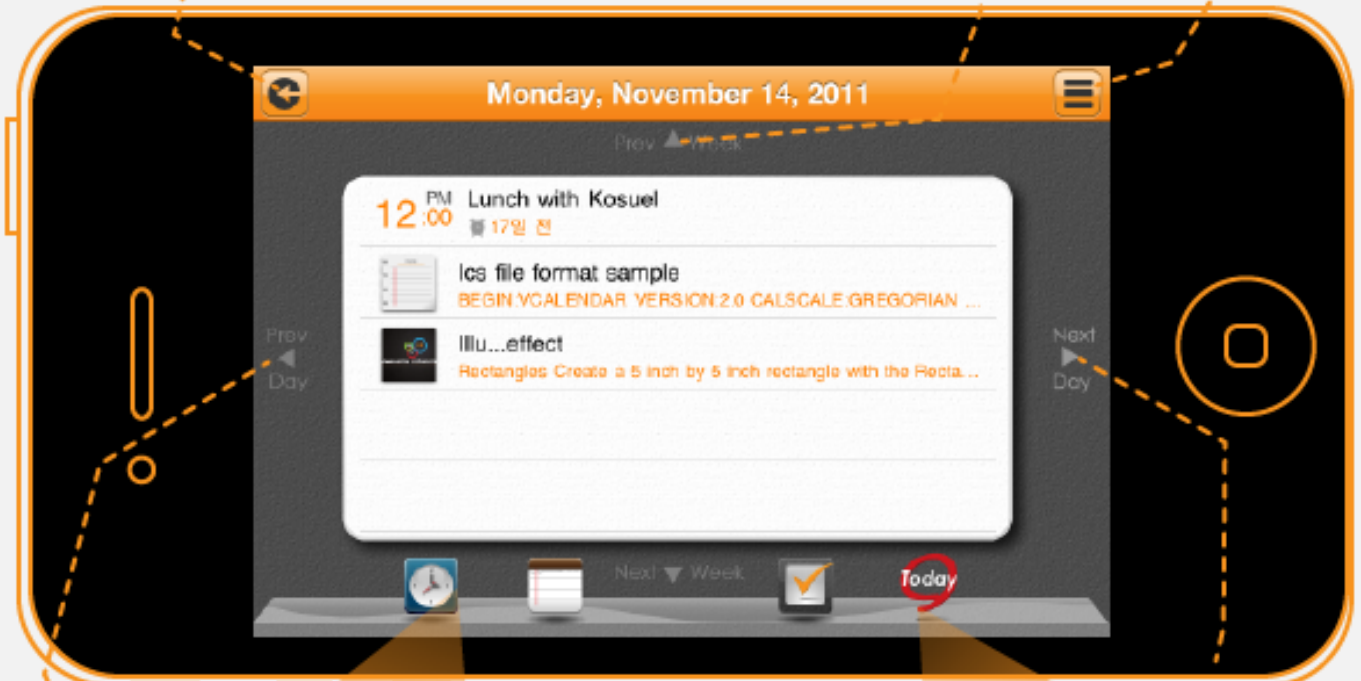 Monday, November 14, 2011
Prev Week
12:00 PM Lunch with Kosuel
17일 전
Ics file format sample
BEGIN:VCALENDAR VERSION:2.0 CALSCALE:GREGORIAN ...
Prev
Day
Next
Day
Illu...effect
Rectangles Create a 5 inch by 5 inch rectangle with the Recta...
Next Week
Today